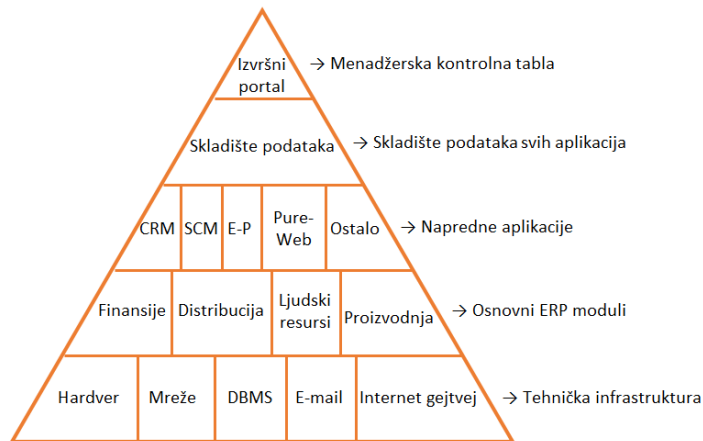 Izvršni
portal
→ Menadžerska kontrolna tabla
Skladište podataka
→ Skladište podataka svih aplikacija
CRM
SCM
E-P
Pure-
Web
Ostalo
→ Napredne aplikacije
Finansije
Distribucija
Ljudski
resursi
Proizvodnja
→ Osnovni ERP moduli
Hardver
Mreže
DBMS
E-mail
Internet gejtvej
→ Tehnička infrastruktura